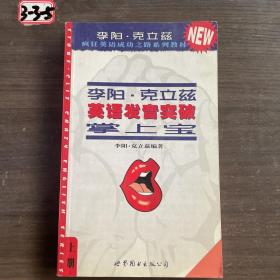 3-3-5
李阳·克立兹
疯狂英语成功之路系列教材
NEW
李阳·克立兹
英语发音突破
掌上宝
李阳·克立兹编著
上册
世界图书出版公司